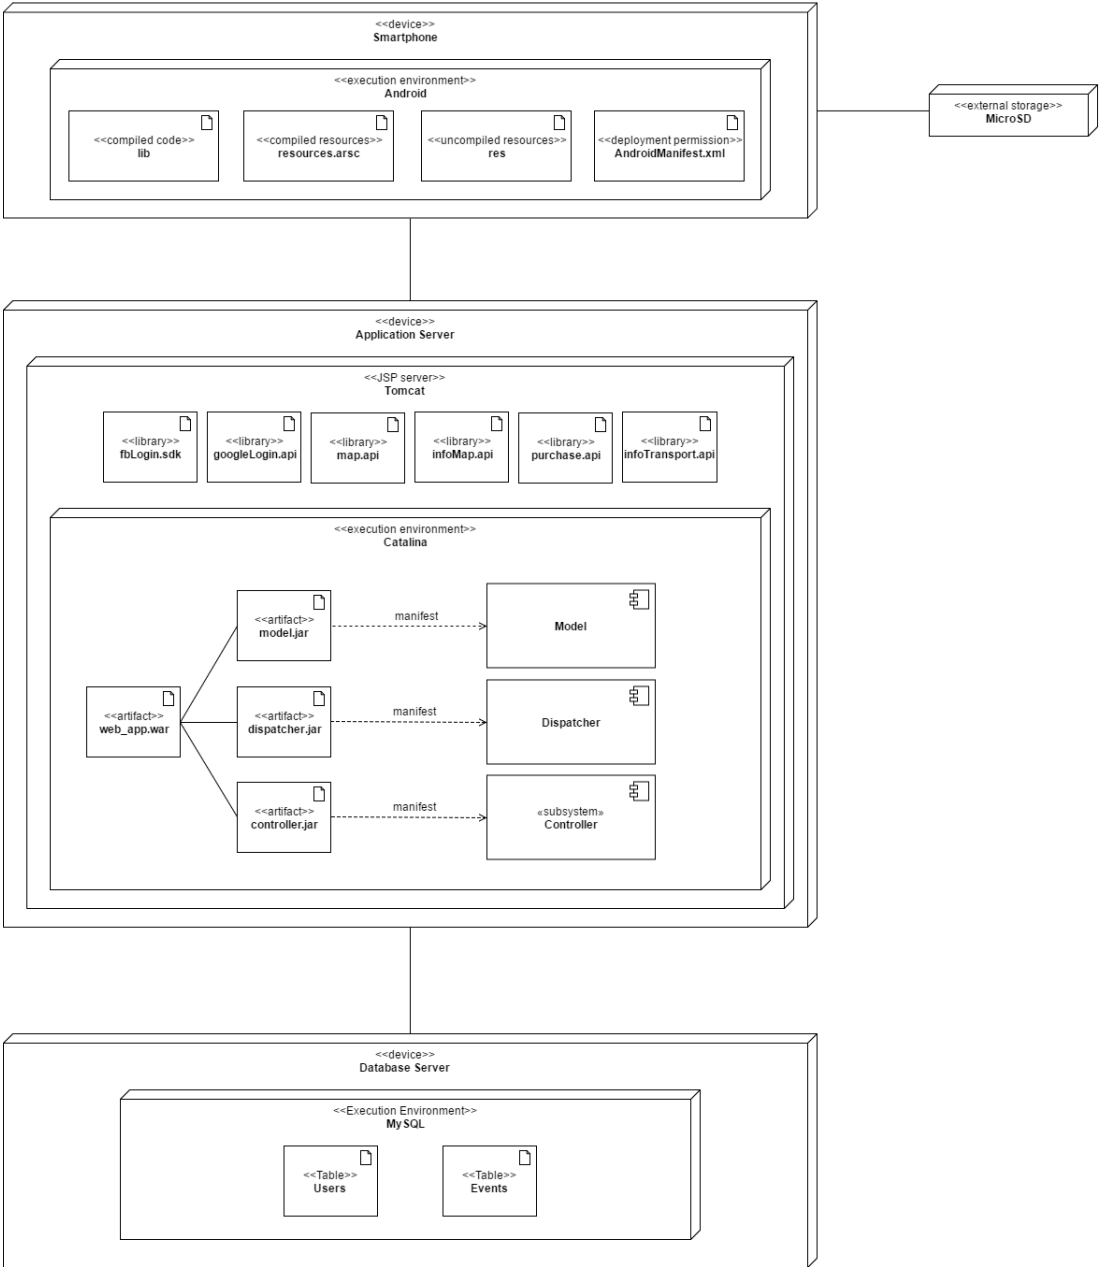 <<device>>
Smartphone
<<execution environment>>
Android
<<compiled code>>
lib
<<compiled resources>>
resources.arsc
<<uncompiled resources>>
res
<<deployment permission>>
AndroidManifest.xml
<<external storage>>
MicroSD
<<device>>
Application Server
<<JSP server>>
Tomcat
<<library>>
fbLogin.sdk
<<library>>
googleLogin.api
<<library>>
map.api
<<library>>
infoMap.api
<<library>>
purchase.api
<<library>>
infoTransport.api
<<execution environment>>
Catalina
<<artifact>>
model.jar
manifest
Model
<<artifact>>
web_app.war
<<artifact>>
dispatcher.jar
manifest
Dispatcher
<<artifact>>
controller.jar
manifest
«subsystem»
Controller
<<device>>
Database Server
<<Execution Environment>>
MySQL
<<Table>>
Users
<<Table>>
Events